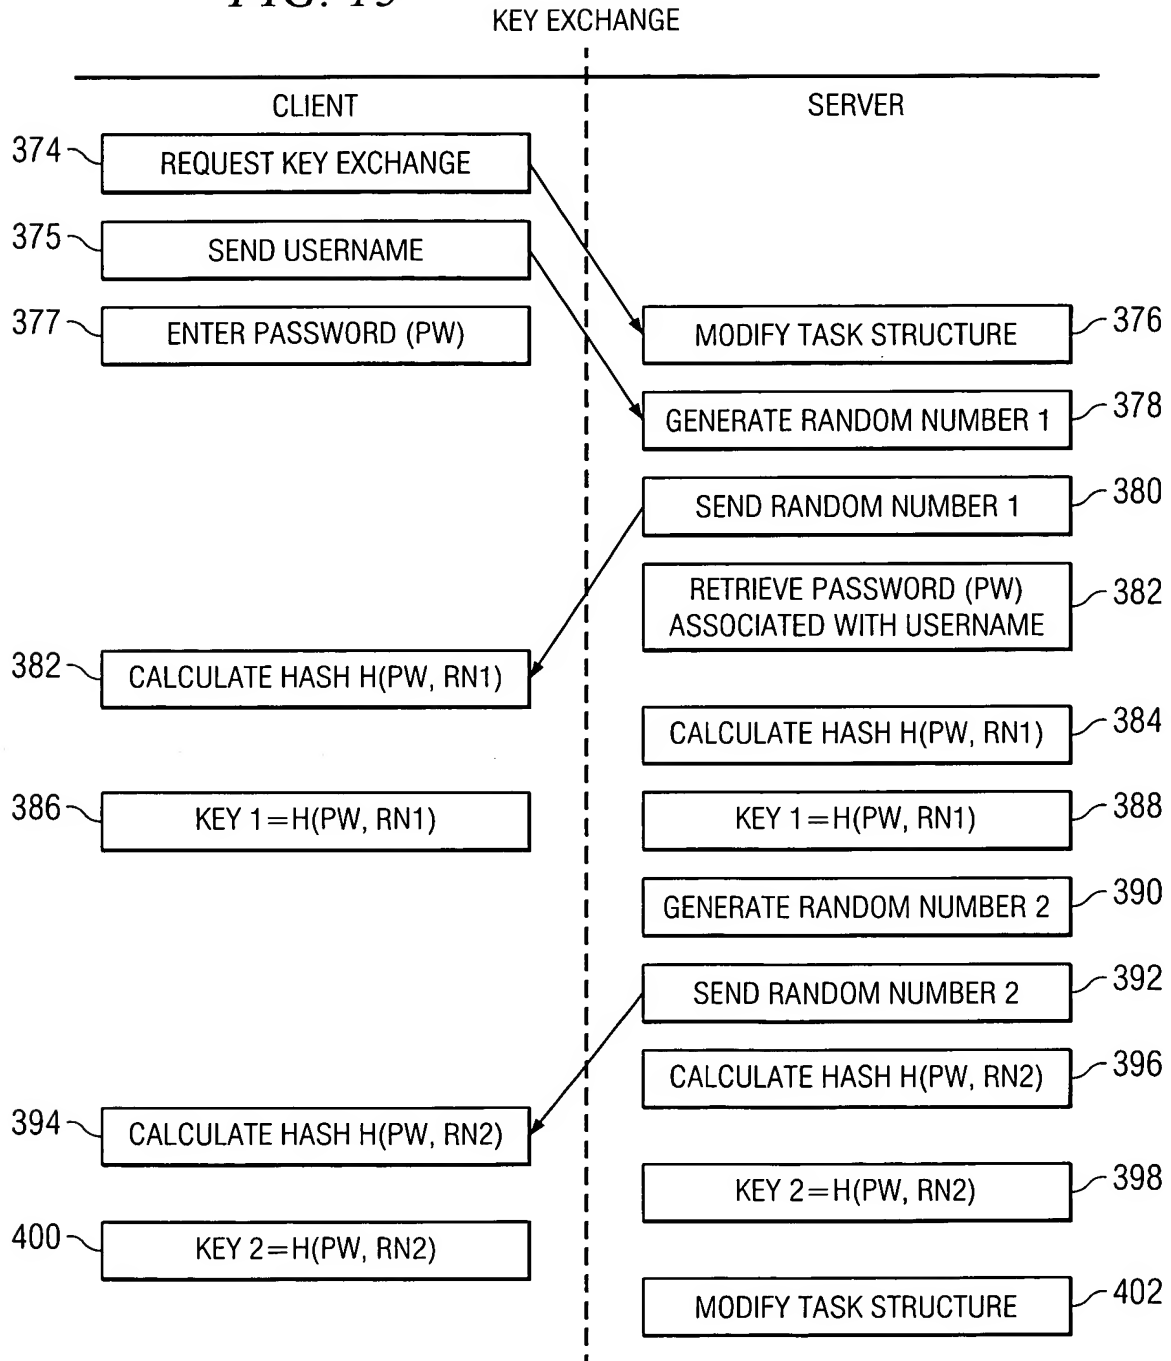 KEY EXCHANGE
CLIENT
SERVER
374
REQUEST KEY EXCHANGE
375
SEND USERNAME
377
ENTER PASSWORD (PW)
MODIFY TASK STRUCTURE
376
GENERATE RANDOM NUMBER 1
378
SEND RANDOM NUMBER 1
380
RETRIEVE PASSWORD (PW)
ASSOCIATED WITH USERNAME
382
382
CALCULATE HASH H(PW, RN1)
CALCULATE HASH H(PW, RN1)
384
386
KEY 1=H(PW, RN1)
KEY 1=H(PW, RN1)
388
GENERATE RANDOM NUMBER 2
390
SEND RANDOM NUMBER 2
392
CALCULATE HASH H(PW, RN2)
396
394
CALCULATE HASH H(PW, RN2)
KEY 2=H(PW, RN2)
398
400
KEY 2=H(PW, RN2)
MODIFY TASK STRUCTURE
402